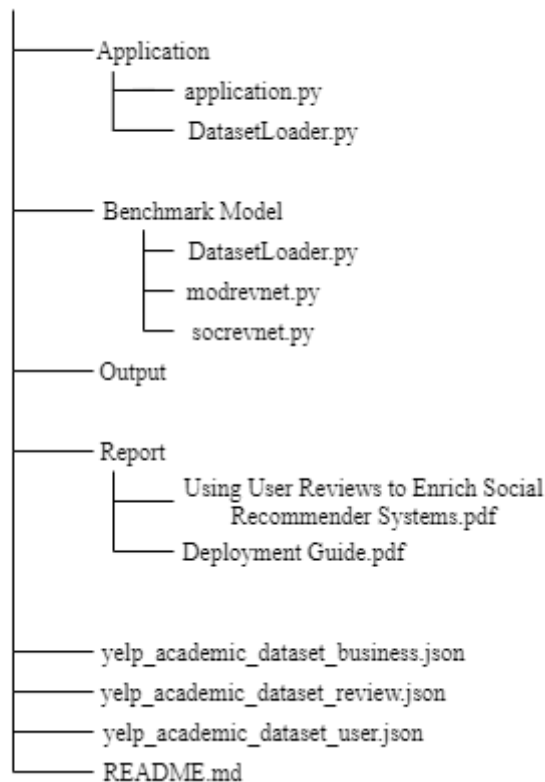 Application
application.py
DatasetLoader.py
Benchmark Model
DatasetLoader.py
modrevnet.py
socrevnet.py
Output
Report
Using User Reviews to Enrich Social
Recommender Systems.pdf
Deployment Guide.pdf
yelp_academic_dataset_business.json
yelp_academic_dataset_review.json
yelp_academic_dataset_user.json
README.md